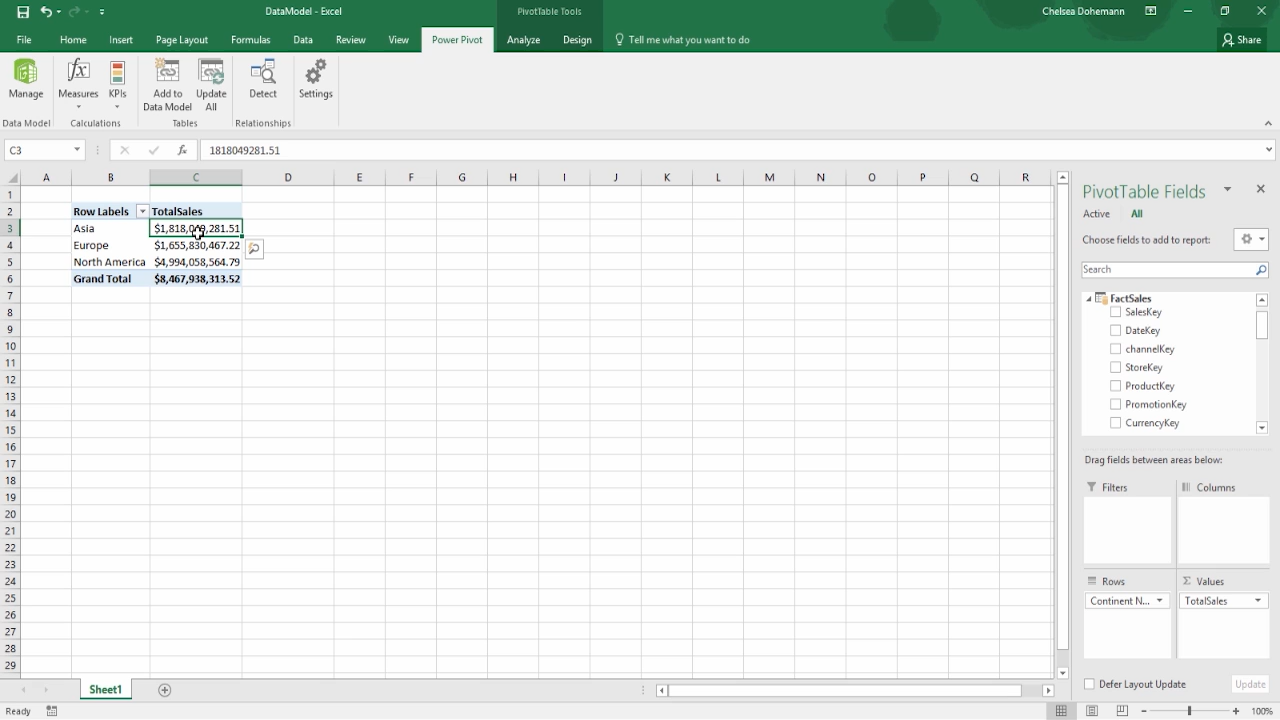 DataModel - Excel
PivotTable Tools
Chelsea Dohemann
File Home Insert Page Layout Formulas Data Review View Power Pivot Analyze Design Tell me what you want to do Share
Manage Measures KPIs Add to Data Model Update All Detect Settings
Data Model Calculations Tables Relationships
C3 fx 1818049281.51
A B C D E F G H I J K L M N O P Q R
1
2 Row Labels TotalSales
3 Asia
4 Europe $1,655,830,467.22
5 North America $4,994,058,564.79
6 Grand Total $8,467,938,313.52
7
8
9
10
11
12
13
14
15
16
17
18
19
20
21
22
23
24
25
26
27
28
29
PivotTable Fields
Active All
Choose fields to add to report:
Search
FactSales
SalesKey
DateKey
channelKey
StoreKey
ProductKey
PromotionKey
CurrencyKey
Drag fields between areas below:
Filters Columns
Rows Σ Values
Continent N... TotalSales
Defer Layout Update Update
Sheet1
Ready 100%